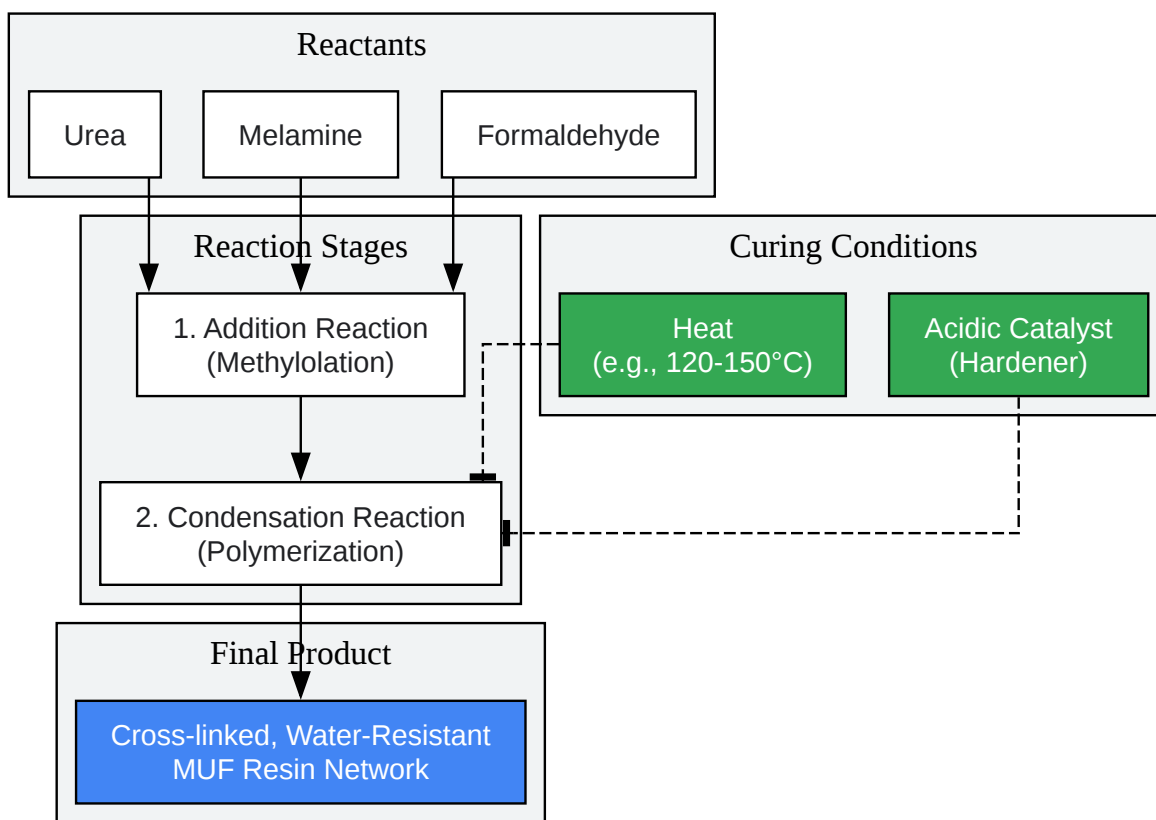 Reactants
Urea
Melamine
Formaldehyde
Reaction Stages
1. Addition Reaction
(Methylolation)
2. Condensation Reaction
(Polymerization)
Curing Conditions
Heat
(e.g., 120-150°C)
Acidic Catalyst
(Hardener)
Final Product
Cross-linked, Water-Resistant
MUF Resin Network